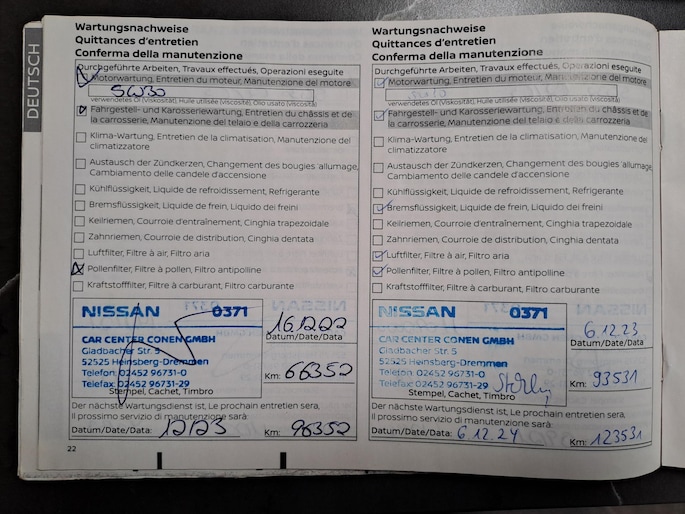 DEUTSCH
Wartungsnachweise
Quittances d'entretien
Conferma della manutenzione
Durchgeführte Arbeiten, Travaux effectués, Operazioni eseguite
Motorwartung, Entretien du moteur, Manutenzione del motore
5W30
verwendetes Öl (Viskosität), Huile utilisée (viscosité), Olio usato (viscosità)
Fahrgestell- und Karosseriewartung, Entretien du châssis et de
la carrosserie, Manutenzione del telaio e della carrozzeria
Klima-Wartung, Entretien de la climatisation, Manutenzione del
climatizzatore
Austausch der Zündkerzen, Changement des bougies 'allumage,
Cambiamento delle candele d'accensione
Kühlflüssigkeit, Liquide de refroidissement, Refrigerante
Bremsflüssigkeit, Liquide de frein, Liquido dei freini
Keilriemen, Courroie d'entraînement, Cinghia trapezoidale
Zahnriemen, Courroie de distribution, Cinghia dentata
Luftfilter, Filtre à air, Filtro aria
Pollenfilter, Filtre à pollen, Filtro antipolline
Kraftstofffilter, Filtre à carburant, Filtro carburante
NISSAN 0371
CAR CENTER CONEN GMBH
Gladbacher Str. 5
52525 Heinsberg-Dremmen
Telefon: 02452 96731-0
Telefax: 02452 96731-29
Stempel, Cachet, Timbro
16.12.22
Datum/Date/Data
Km: 66352
Der nächste Wartungsdienst ist, Le prochain entretien sera,
Il prossimo servizio di manutenzione sarà:
Datum/Date/Data: 12/23 Km: 96352
22
Wartungsnachweise
Quittances d'entretien
Conferma della manutenzione
Durchgeführte Arbeiten, Travaux effectués, Operazioni eseguite
Motorwartung, Entretien du moteur, Manutenzione del motore
verwendetes Öl (Viskosität), Huile utilisée (viscosité), Olio usato (viscosità)
Fahrgestell- und Karosseriewartung, Entretien du châssis et de
la carrosserie, Manutenzione del telaio e della carrozzeria
Klima-Wartung, Entretien de la climatisation, Manutenzione del
climatizzatore
Austausch der Zündkerzen, Changement des bougies 'allumage,
Cambiamento delle candele d'accensione
Kühlflüssigkeit, Liquide de refroidissement, Refrigerante
Bremsflüssigkeit, Liquide de frein, Liquido dei freini
Keilriemen, Courroie d'entraînement, Cinghia trapezoidale
Zahnriemen, Courroie de distribution, Cinghia dentata
Luftfilter, Filtre à air, Filtro aria
Pollenfilter, Filtre à pollen, Filtro antipolline
Kraftstofffilter, Filtre à carburant, Filtro carburante
NISSAN 0371
CAR CENTER CONEN GMBH
Gladbacher Str. 5
52525 Heinsberg-Dremmen
Telefon: 02452 96731-0
Telefax: 02452 96731-29
Stempel, Cachet, Timbro
6.12.23
Datum/Date/Data
Km: 93531
Der nächste Wartungsdienst ist, Le prochain entretien sera,
Il prossimo servizio di manutenzione sarà:
Datum/Date/Data: 6.12.24 Km: 123531